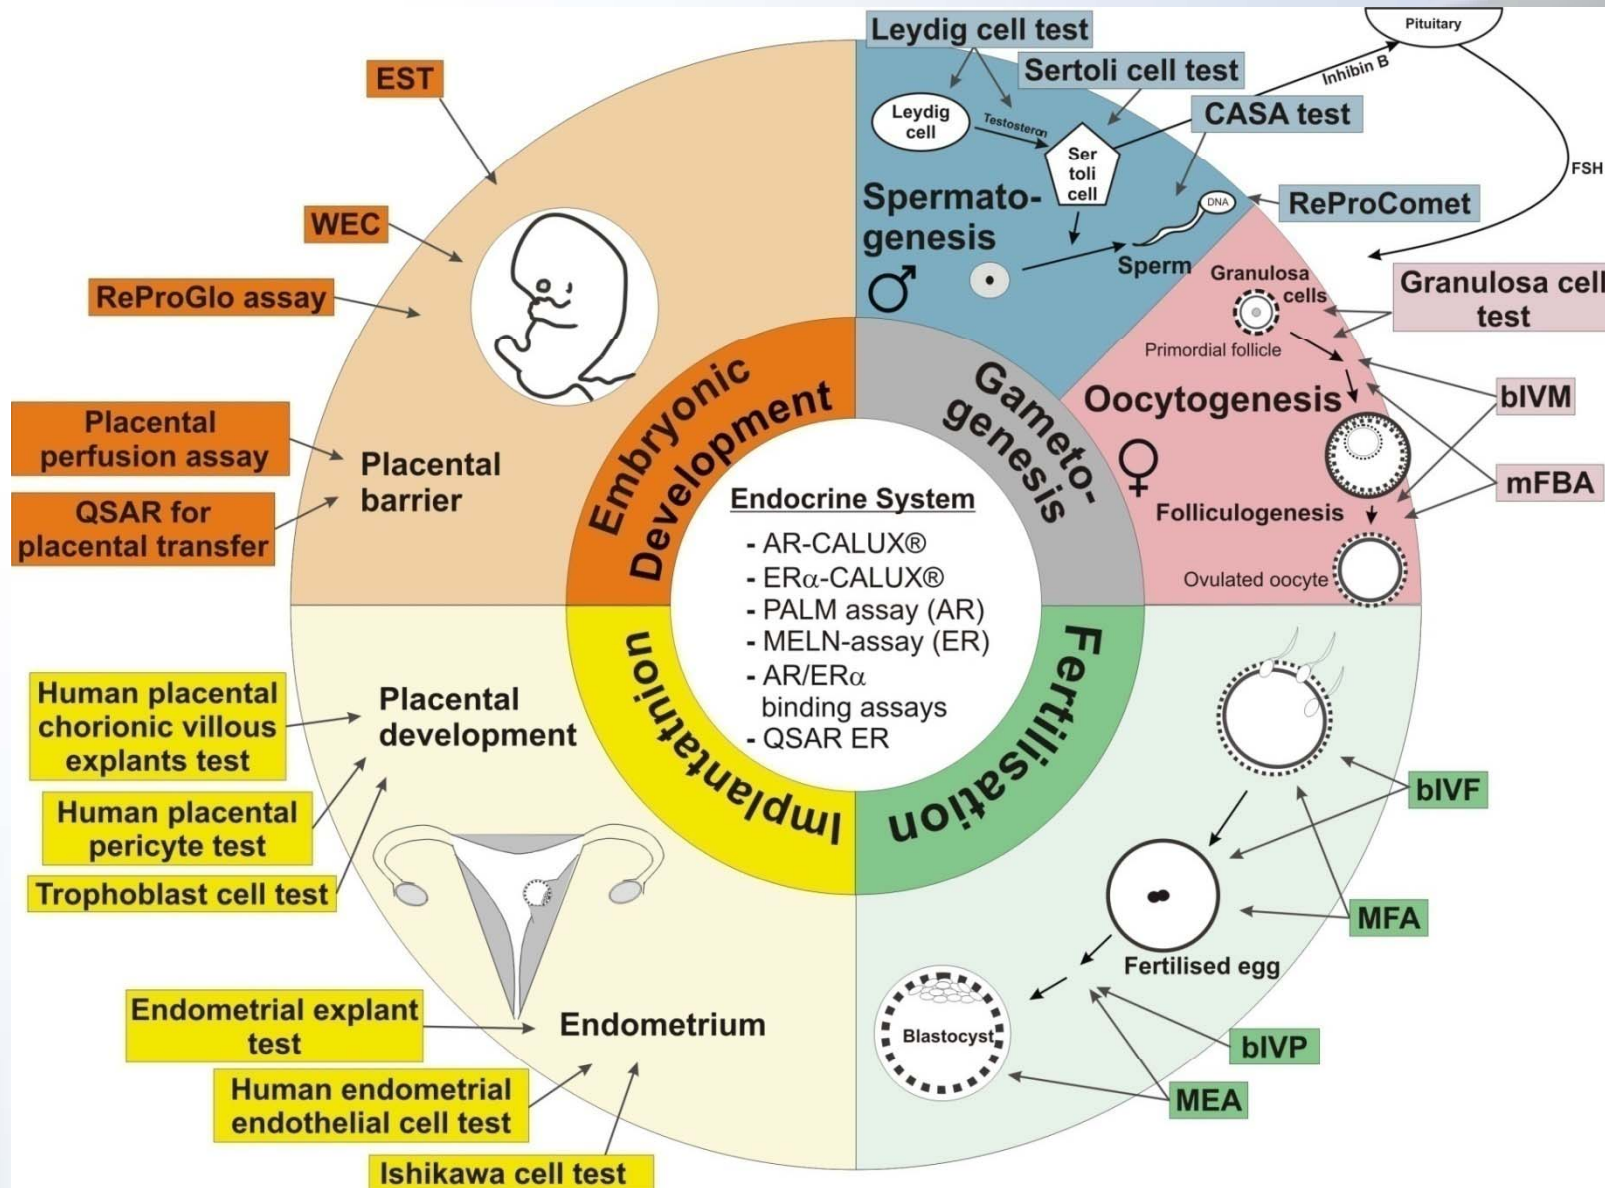 Leydig cell test
Pituitary
Sertoli cell test
Inhibin B
EST
CASA test
Leydig
cell
Testosteron
Ser
toli
cell
FSH
WEC
Spermato-
genesis
DNA
ReProComet
Sperm
ReProGlo assay
Granulosa
cells
Granulosa cell
test
Primordial follicle
Embryonic
Development
Gameto-
genesis
Oocytogenesis
bIVM
Placental
perfusion assay
Placental
barrier
mFBA
QSAR for
placental transfer
Folliculogenesis
Ovulated oocyte
Endocrine System
- AR-CALUX®
- ERα-CALUX®
- PALM assay (AR)
- MELN-assay (ER)
- AR/ERα
binding assays
- QSAR ER
Implantatnion
Fertilisation
Human placental
chorionic villous
explants test
Placental
development
bIVF
Human placental
pericyte test
Trophoblast cell test
MFA
Fertilised egg
Endometrial explant
test
Endometrium
Blastocyst
bIVP
Human endometrial
endothelial cell test
MEA
Ishikawa cell test